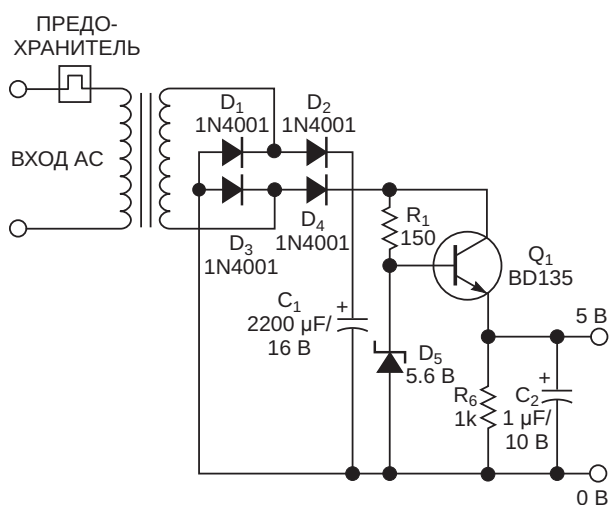 ПРЕДО-
ХРАНИТЕЛЬ
ВХОД AC
D1
1N4001
D2
1N4001
D3
1N4001
D4
1N4001
R1
150
Q1
BD135
C1
2200 µF/
16 В
+
D5
5.6 В
R6
1k
+
C2
1 µF/
10 В
5 В
0 В